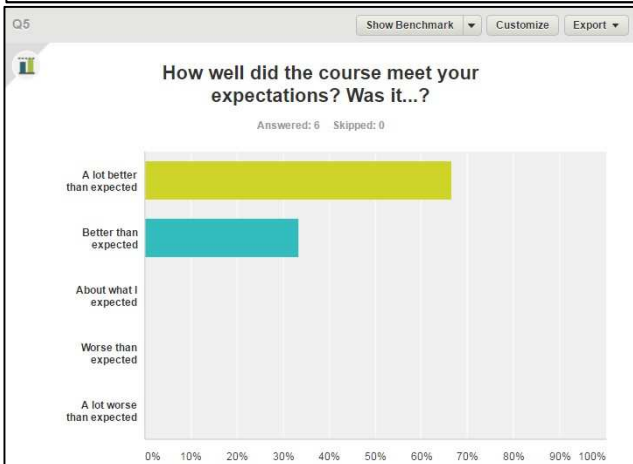 Q5
Show Benchmark
Customize
Export
How well did the course meet your
expectations? Was it...?
Answered: 6 Skipped: 0
A lot better
than expected
Better than
expected
About what I
expected
Worse than
expected
A lot worse
than expected
0% 10% 20% 30% 40% 50% 60% 70% 80% 90% 100%